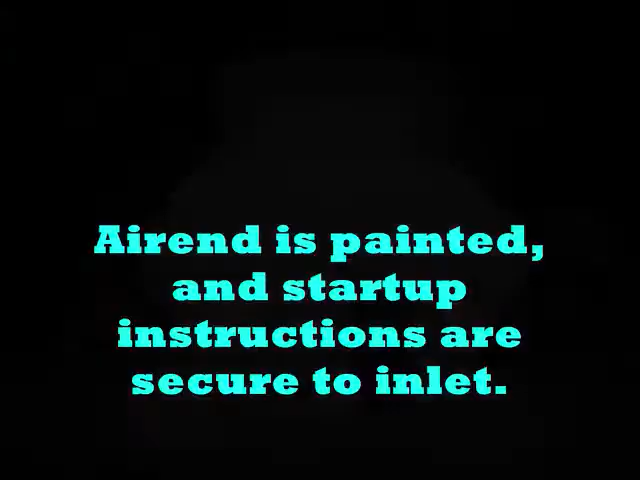 Airend is painted,
and startup
instructions are
secure to inlet.